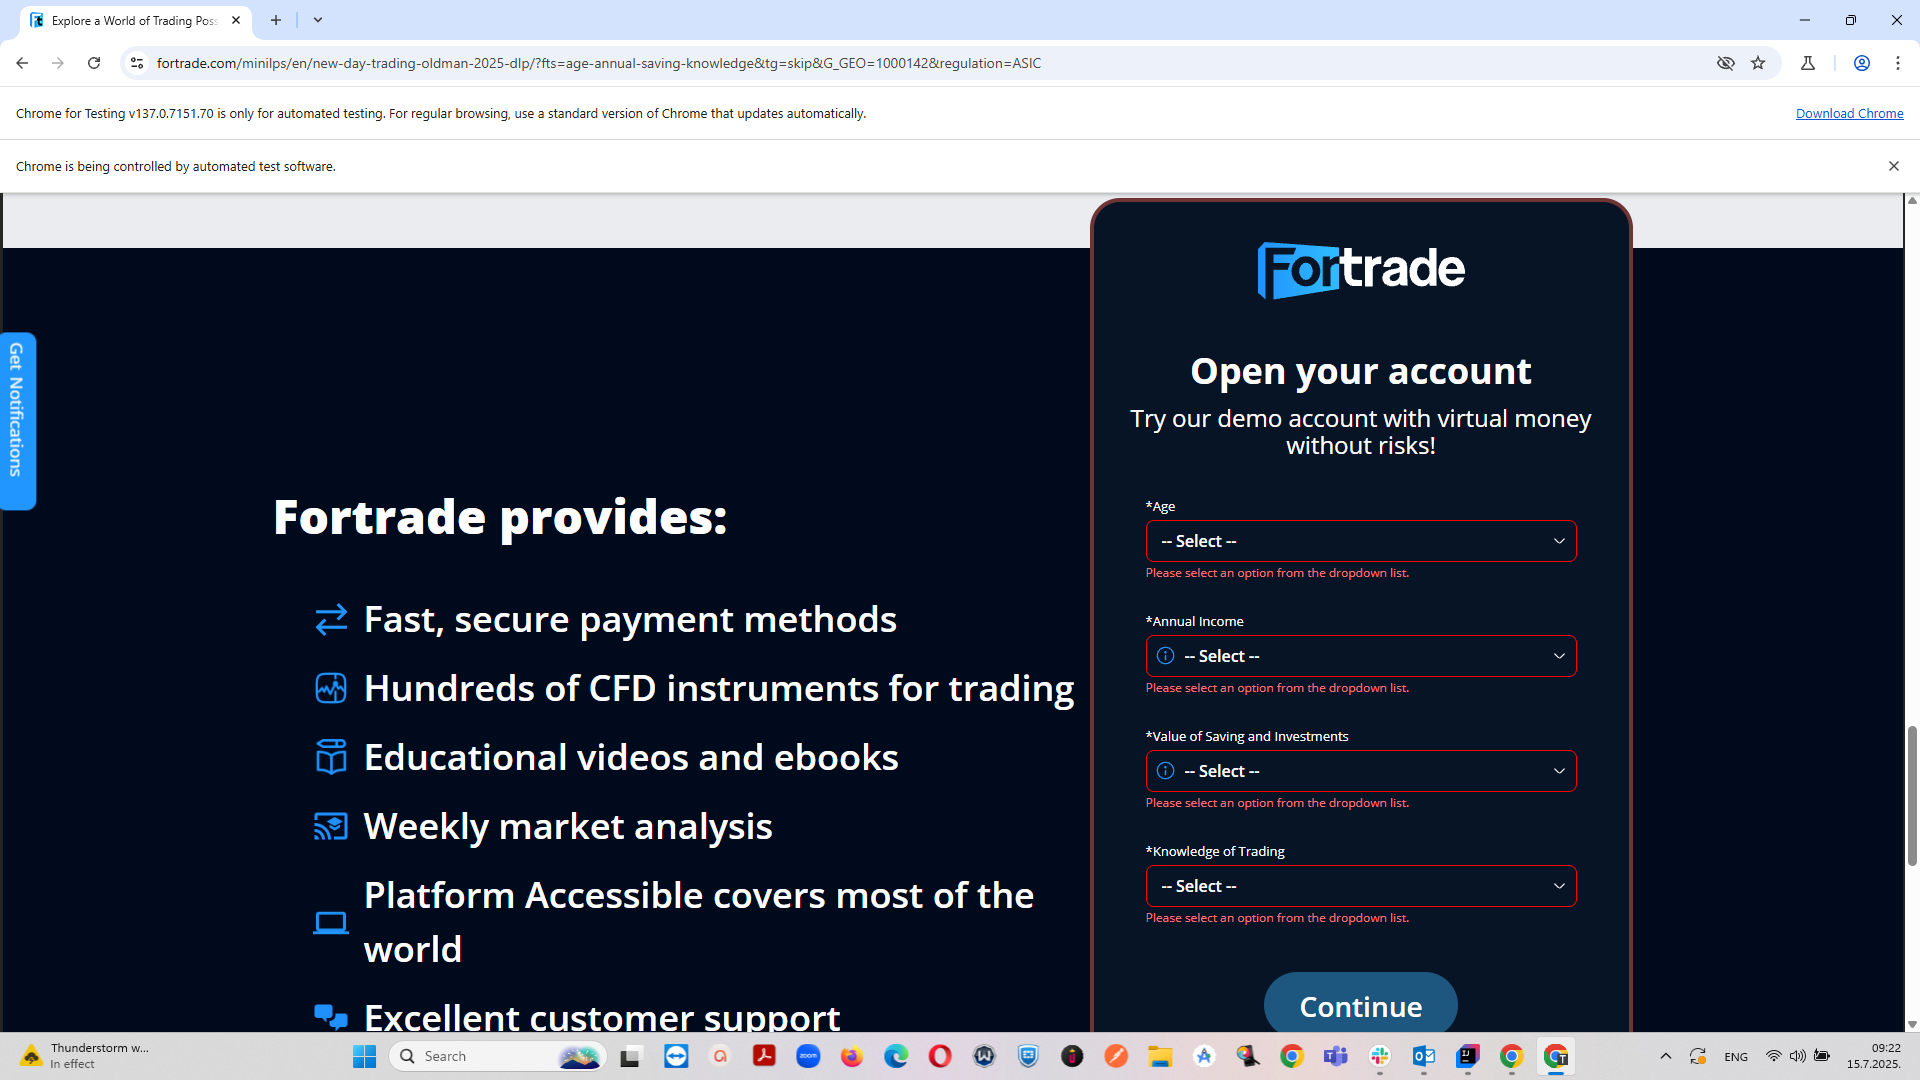 Explore a World of Trading Poss
fortrade.com/minilps/en/new-day-trading-oldman-2025-dlp/?fts=age-annual-saving-knowledge&tg=skip&G_GEO=1000142&regulation=ASIC
Chrome for Testing v137.0.7151.70 is only for automated testing. For regular browsing, use a standard version of Chrome that updates automatically.
Download Chrome
Chrome is being controlled by automated test software.
Get Notifications
Fortrade provides:
Fast, secure payment methods
Hundreds of CFD instruments for trading
Educational videos and ebooks
Weekly market analysis
Platform Accessible covers most of the
world
Excellent customer support
Fortrade
Open your account
Try our demo account with virtual money
without risks!
*Age
-- Select --
Please select an option from the dropdown list.
*Annual Income
-- Select --
Please select an option from the dropdown list.
*Value of Saving and Investments
-- Select --
Please select an option from the dropdown list.
*Knowledge of Trading
-- Select --
Please select an option from the dropdown list.
Continue
Thunderstorm w...
In effect
Search
zoom
ENG
09:22
15.7.2025.